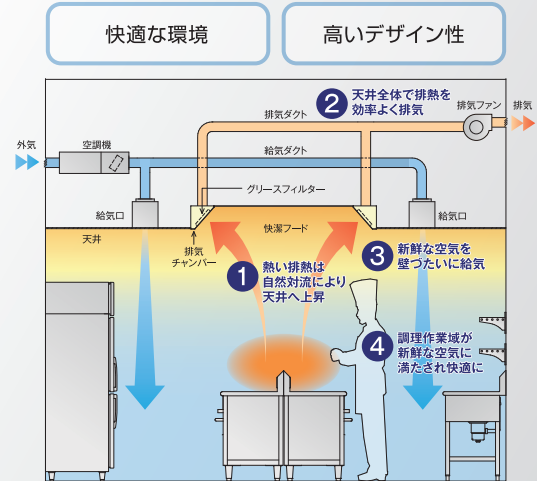 快適な環境
高いデザイン性
2 天井全体で排熱を
効率よく排気
排気ダクト
排気ファン
排気
外気
空調機
給気ダクト
グリースフィルター
給気口
給気口
天井
快潔フード
排気
チャンバー
1 熱い排熱は
自然対流により
天井へ上昇
3 新鮮な空気を
壁づたいに給気
4 調理作業域が
新鮮な空気に
満たされ快適に